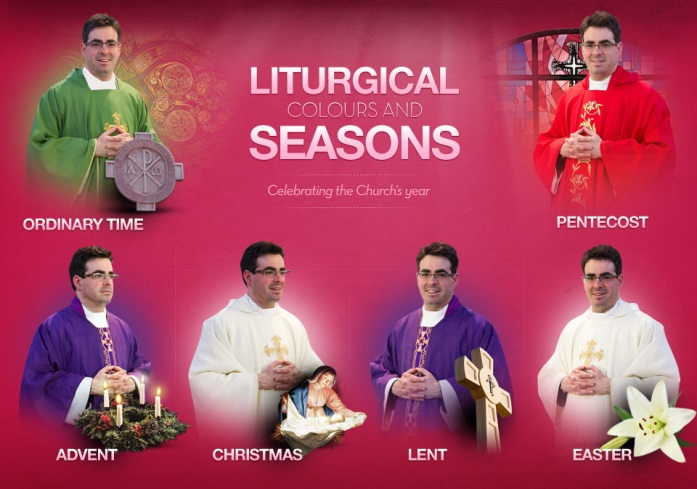 LITURGICAL
COLOURS AND
SEASONS
Celebrating the Church's year
ORDINARY TIME
PENTECOST
ADVENT
CHRISTMAS
LENT
EASTER